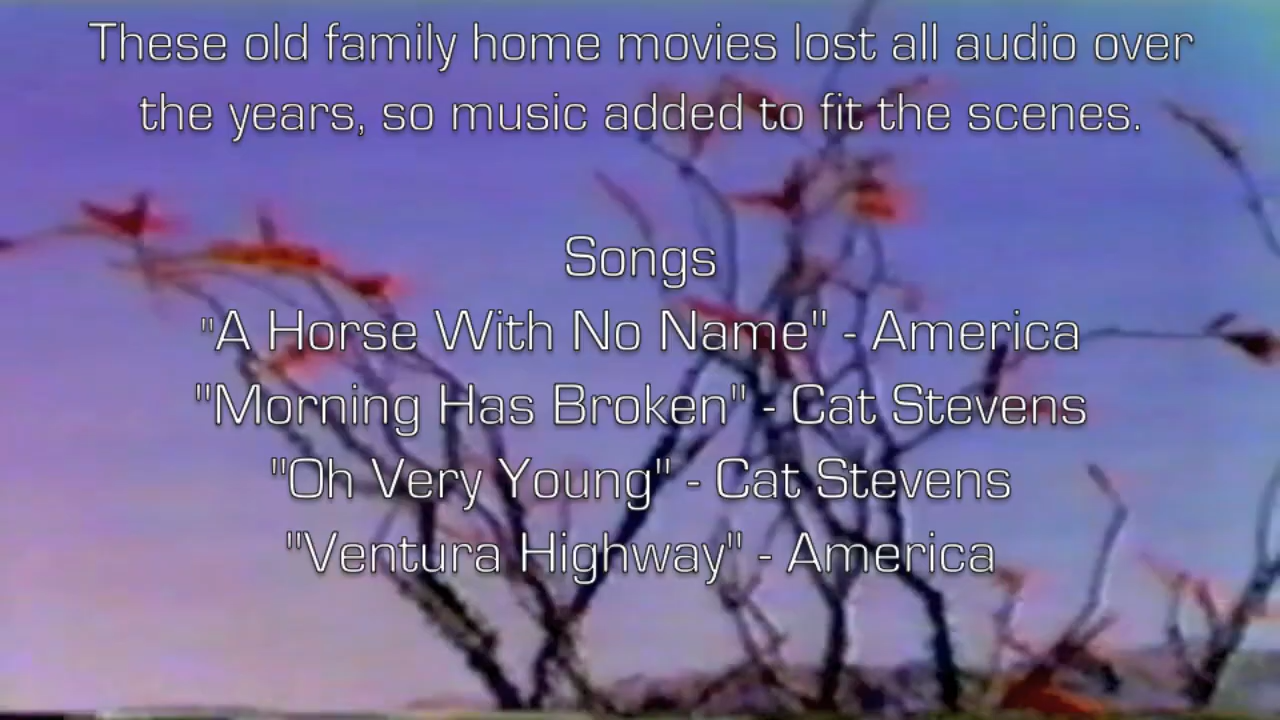 These old family home movies lost all audio over
the years, so music added to fit the scenes.
Songs
"A Horse With No Name" - America
"Morning Has Broken" - Cat Stevens
"Oh Very Young" - Cat Stevens
"Ventura Highway" - America